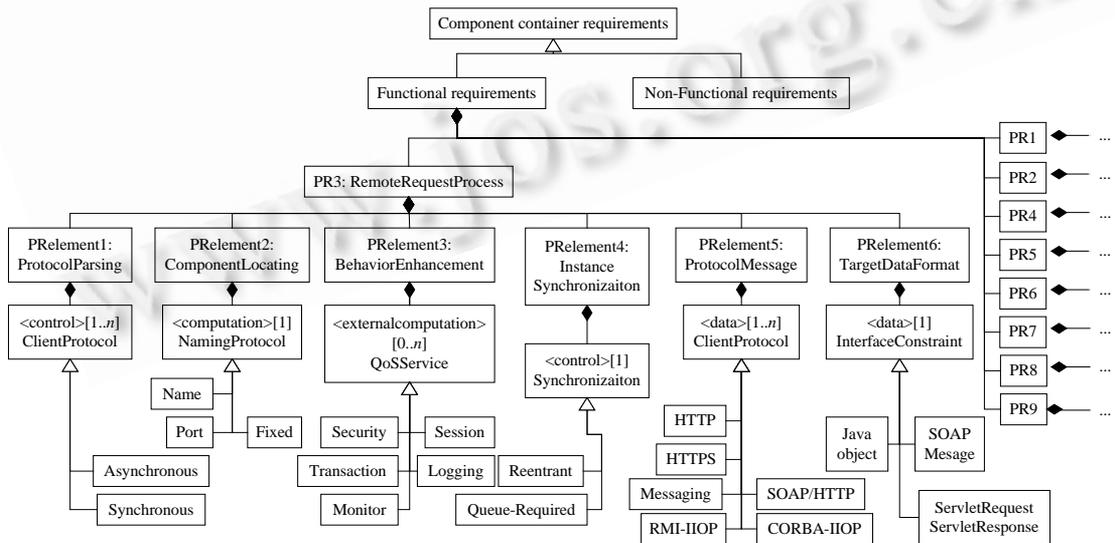 Component container requirements
Functional requirements
Non-Functional requirements
PR1
...
PR2
...
PR3: RemoteRequestProcess
PR4
...
PR5
...
PR6
...
PR7
...
PR8
...
PR9
...
PRelement1:
ProtocolParsing
PRelement2:
ComponentLocating
PRelement3:
BehaviorEnhancement
PRelement4:
Instance
Synchronizaiton
PRelement5:
ProtocolMessage
PRelement6:
TargetDataFormat
<control>[1..n]
ClientProtocol
<computation>[1]
NamingProtocol
<externalcomputation>
[0..n]
QoSService
<control>[1]
Synchronizaiton
<data>[1..n]
ClientProtocol
<data>[1]
InterfaceConstraint
Asynchronous
Synchronous
Name
Port
Fixed
Security
Session
Transaction
Logging
Monitor
Reentrant
Queue-Required
HTTP
HTTPS
Messaging
SOAP/HTTP
RMI-IIOP
CORBA-IIOP
Java
object
SOAP
Mesage
ServletRequest
ServletResponse
www.jos.org.c